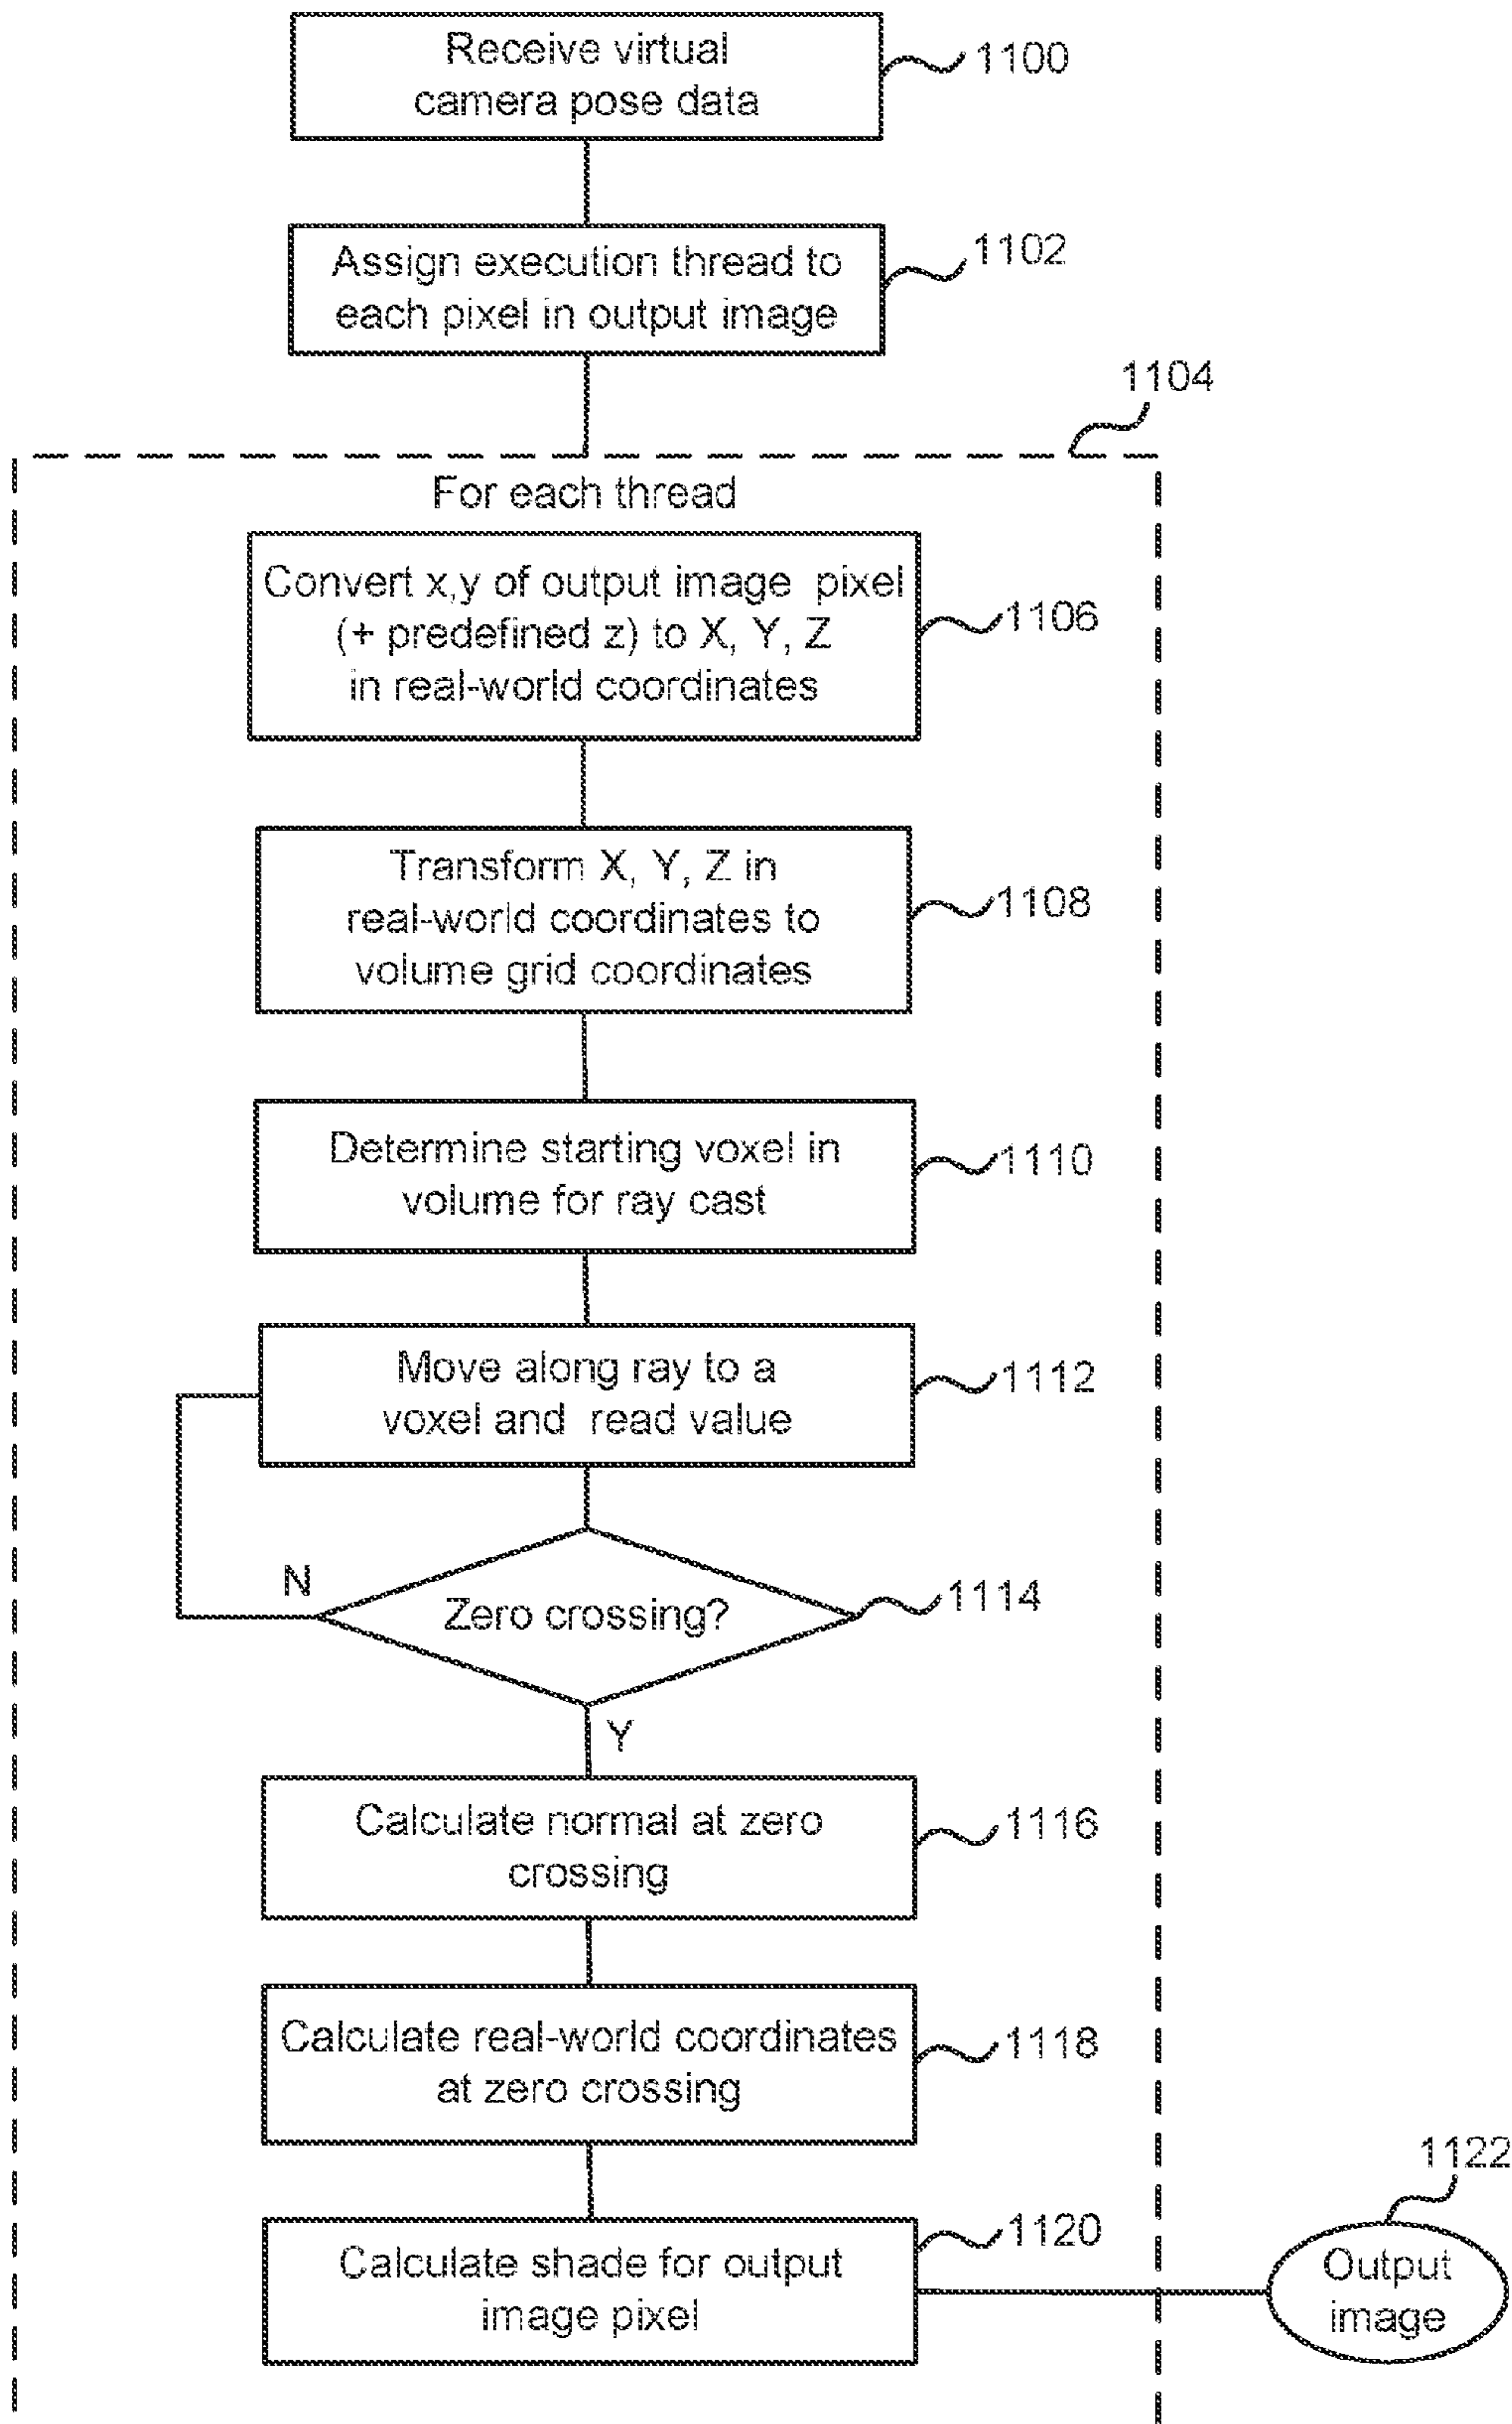 Receive virtual
camera pose data
1100
Assign execution thread to
each pixel in output image
1102
1104
For each thread
Convert x,y of output image pixel
(+ predefined z) to X, Y, Z
in real-world coordinates
1106
Transform X, Y, Z in
real-world coordinates to
volume grid coordinates
1108
Determine starting voxel in
volume for ray cast
1110
Move along ray to a
voxel and read value
1112
N
Zero crossing?
1114
Y
Calculate normal at zero
crossing
1116
Calculate real-world coordinates
at zero crossing
1118
Calculate shade for output
image pixel
1120
1122
Output
image